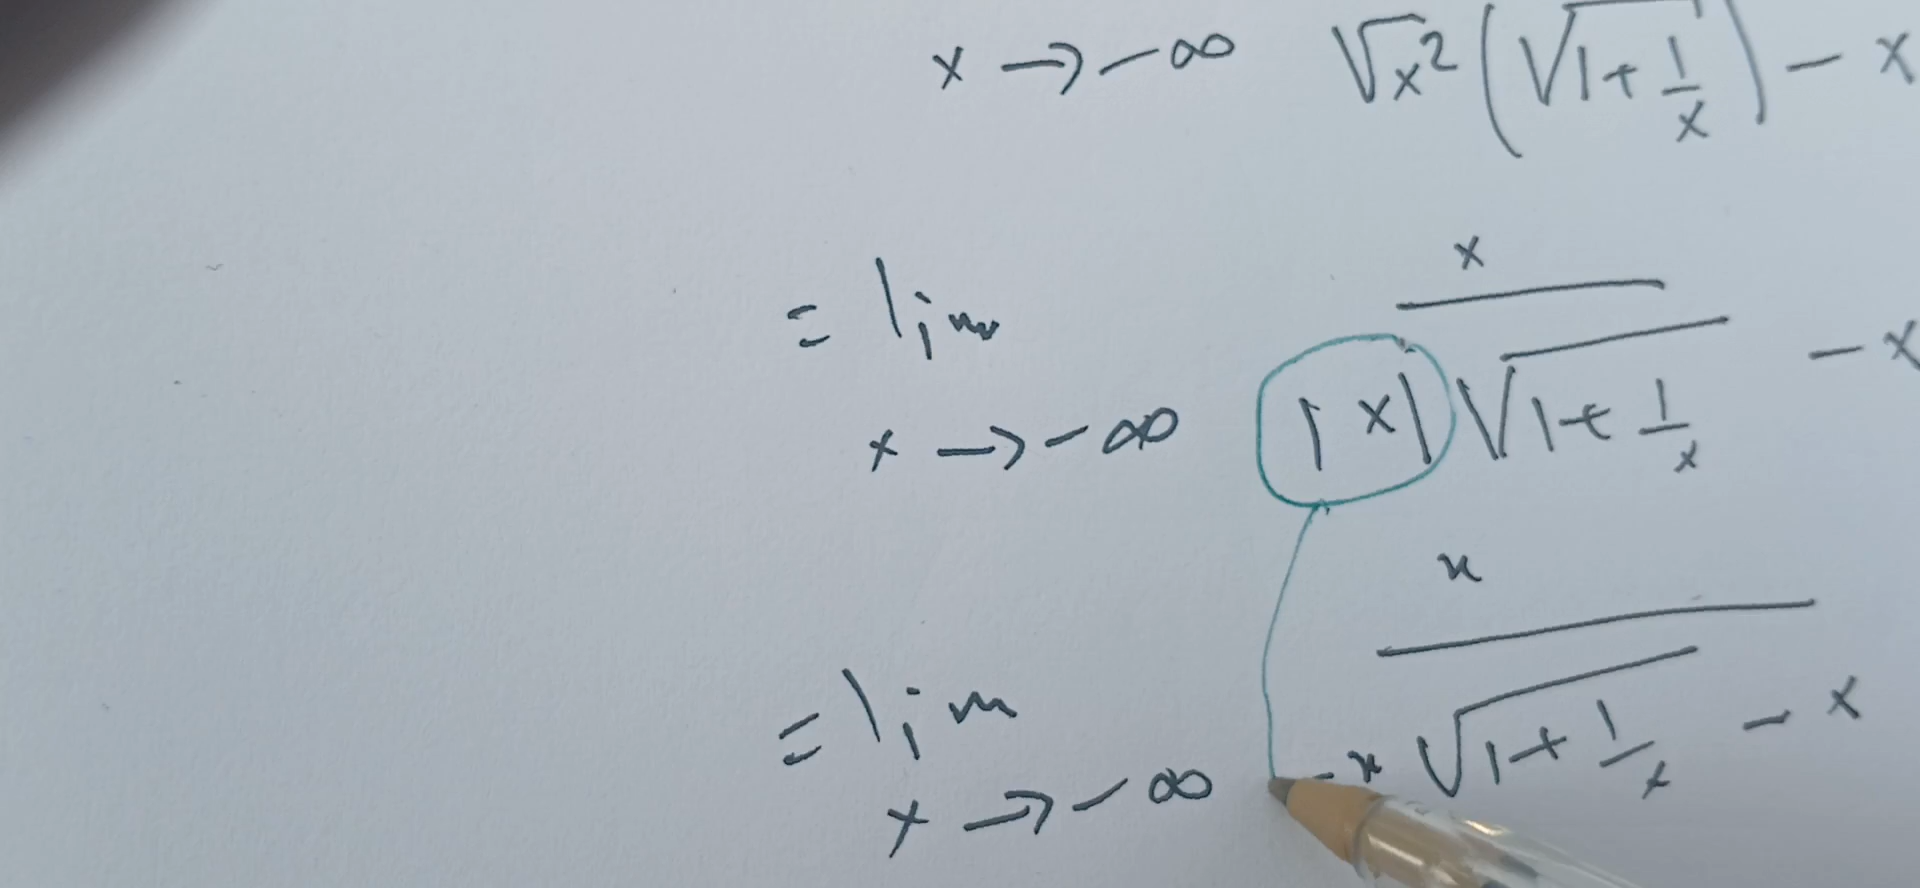 x → -∞ √x² (√1 + 1/x) - x
= lim x / (|x| √(1 + 1/x) - x)
x → -∞
= lim x / (-x √(1 + 1/x) - x)
x → -∞